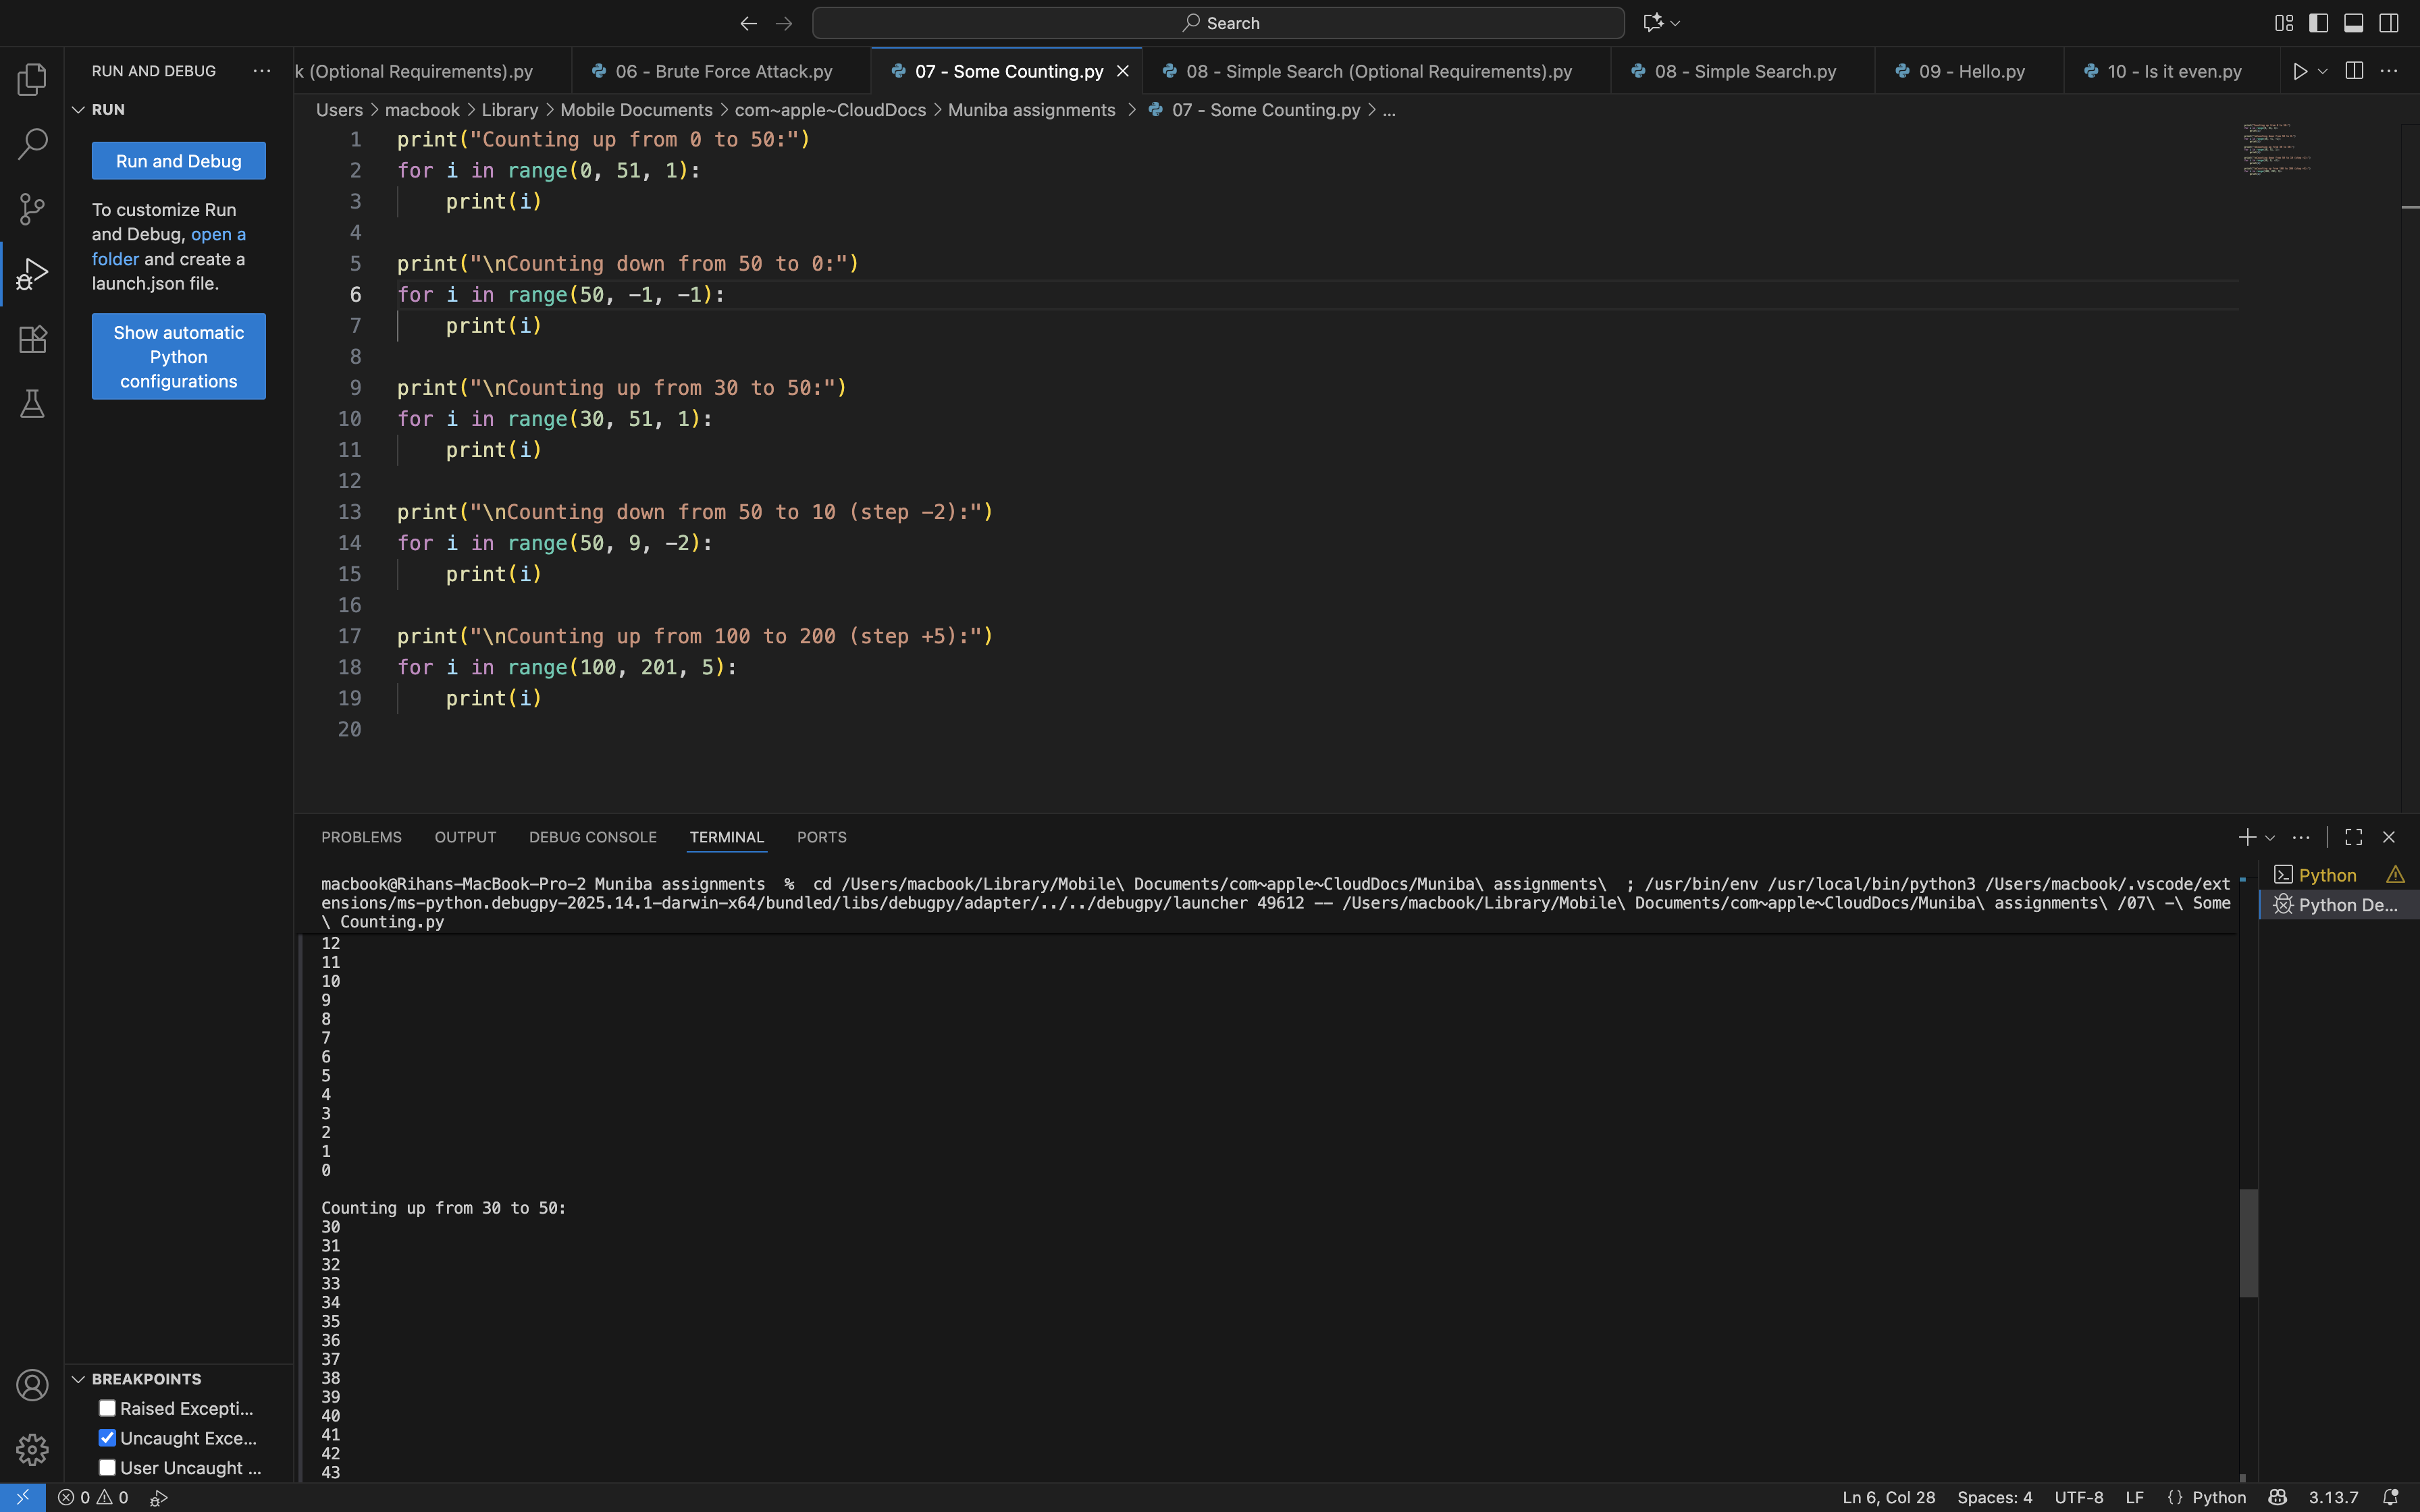 Search
RUN AND DEBUG
k (Optional Requirements).py
06 - Brute Force Attack.py
07 - Some Counting.py
08 - Simple Search (Optional Requirements).py
08 - Simple Search.py
09 - Hello.py
10 - Is it even.py
RUN
Run and Debug
To customize Run
and Debug, open a
folder and create a
launch.json file.
Show automatic
Python
configurations
Users > macbook > Library > Mobile Documents > com~apple~CloudDocs > Muniba assignments > 07 - Some Counting.py > ...
1 print("Counting up from 0 to 50:")
2 for i in range(0, 51, 1):
3     print(i)
4
5 print("\nCounting down from 50 to 0:")
6 for i in range(50, -1, -1):
7     print(i)
8
9 print("\nCounting up from 30 to 50:")
10 for i in range(30, 51, 1):
11     print(i)
12
13 print("\nCounting down from 50 to 10 (step -2):")
14 for i in range(50, 9, -2):
15     print(i)
16
17 print("\nCounting up from 100 to 200 (step +5):")
18 for i in range(100, 201, 5):
19     print(i)
20
PROBLEMS OUTPUT DEBUG CONSOLE TERMINAL PORTS
macbook@Rihans-MacBook-Pro-2 Muniba assignments % cd /Users/macbook/Library/Mobile\ Documents/com~apple~CloudDocs/Muniba\ assignments\ ; /usr/bin/env /usr/local/bin/python3 /Users/macbook/.vscode/ext
ensions/ms-python.debugpy-2025.14.1-darwin-x64/bundled/libs/debugpy/adapter/../../debugpy/launcher 49612 -- /Users/macbook/Library/Mobile\ Documents/com~apple~CloudDocs/Muniba\ assignments\ /07\ -\ Some
\ Counting.py
12
11
10
9
8
7
6
5
4
3
2
1
0
Counting up from 30 to 50:
30
31
32
33
34
35
36
37
38
39
40
41
42
43
Python
Python De...
BREAKPOINTS
Raised Excepti...
Uncaught Exce...
User Uncaught ...
0 0
Ln 6, Col 28 Spaces: 4 UTF-8 LF {} Python 3.13.7